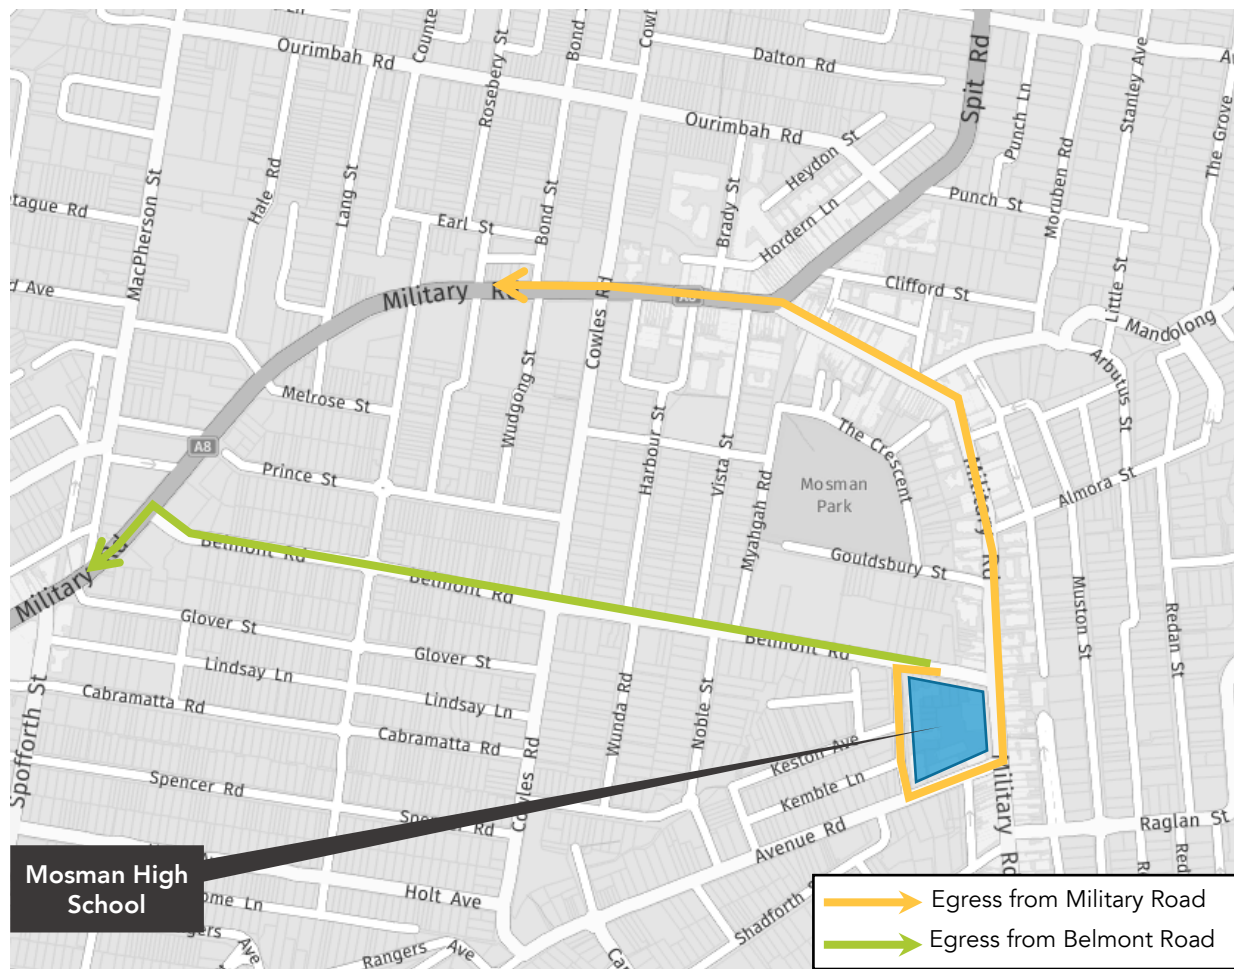 Ourimbah Rd
Rosebery St
Bond St
Dalton Rd
Spit Rd
Stanley Ave
Punch Ln
The Grove
Ourimbah Rd
Heydon St
Moruben Rd
MacPherson St
Hale Rd
Lang St
Earl St
Bond St
Brady St
Hordern Ln
Punch St
Clifford St
Little St
Mandolong
Military
A8
Cowles Rd
Melrose St
Wudgong St
Harbour St
Vista St
Arbutus St
The Crescent
A8
Prince St
Mosman
Park
Military Rd
Almora St
Myahgah Rd
Gouldsbury St
Belmont Rd
Belmont Rd
Belmont Rd
Military
Muston St
Redan St
Glover St
Glover St
Lindsay Ln
Lindsay Ln
Cabramatta Rd
Cabramatta Rd
Wunda Rd
Noble St
Keston Ave
Kemble Ln
Spofforth St
Spencer Rd
Cowles Rd
Avenue Rd
Military Rd
Raglan St
Holt Ave
Shadforth St
Rangers Ave
Mosman High
School
Egress from Military Road
Egress from Belmont Road